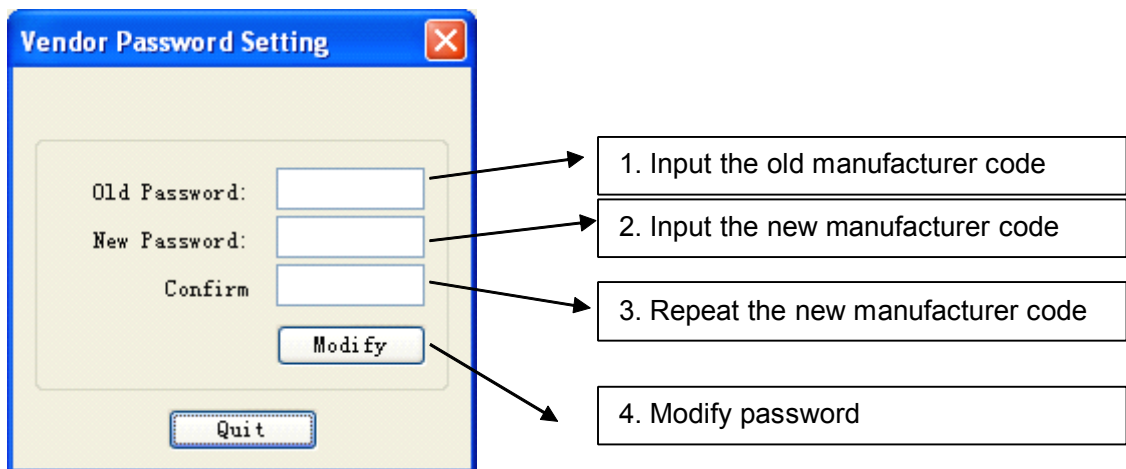 Vendor Password Setting
Old Password:
New Password:
Confirm
Modify
Quit
1. Input the old manufacturer code
2. Input the new manufacturer code
3. Repeat the new manufacturer code
4. Modify password